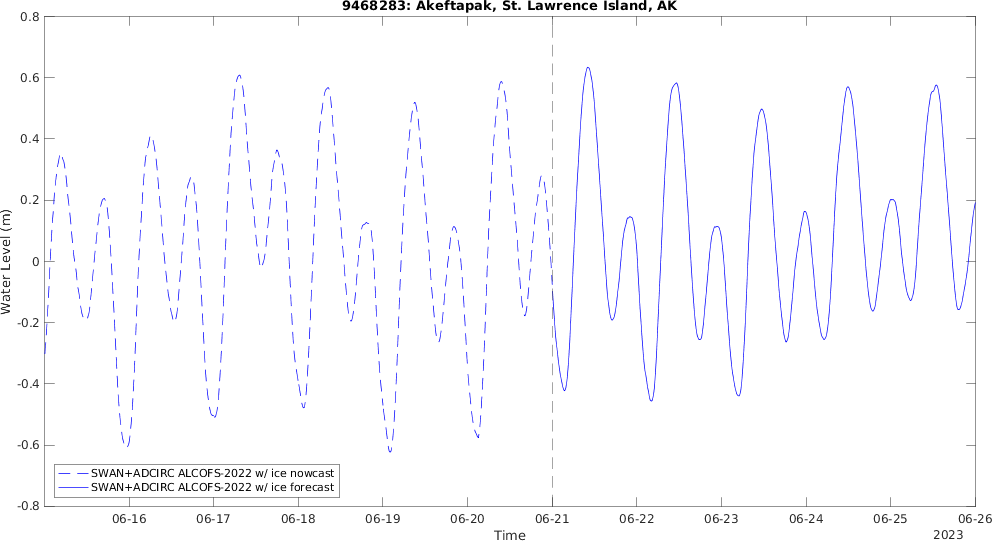 9468283: Akeftapak, St. Lawrence Island, AK
0.8
0.6
0.4
0.2
0
-0.2
-0.4
-0.6
-0.8
Water Level (m)
SWAN+ADCIRC ALCOFS-2022 w/ ice nowcast
SWAN+ADCIRC ALCOFS-2022 w/ ice forecast
06-16 06-17 06-18 06-19 06-20 06-21 06-22 06-23 06-24 06-25 06-26
Time
2023